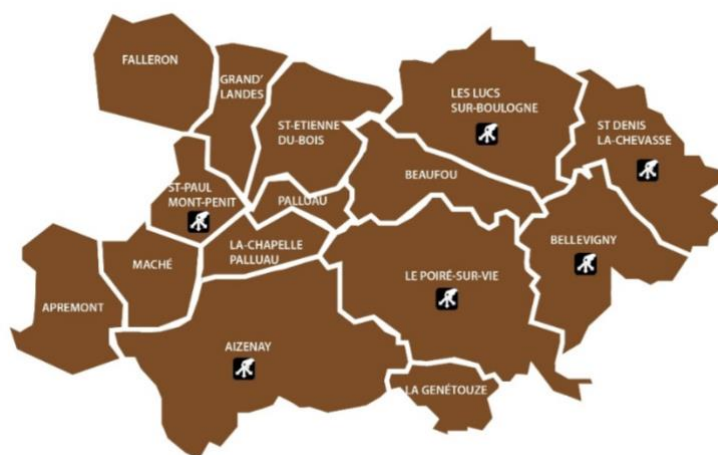 FALLERON
GRAND'
LANDES
ST-ETIENNE
DU-BOIS
LES LUCS
SUR-BOULOGNE
ST DENIS
LA-CHEVASSE
ST-PAUL
MONT-PENIT
PALLUAU
BEAUFOU
LA-CHAPELLE
PALLUAU
BELLEVIGNY
MACHÉ
LE POIRÉ-SUR-VIE
APREMONT
AIZENAY
LA GENÉTOUZE